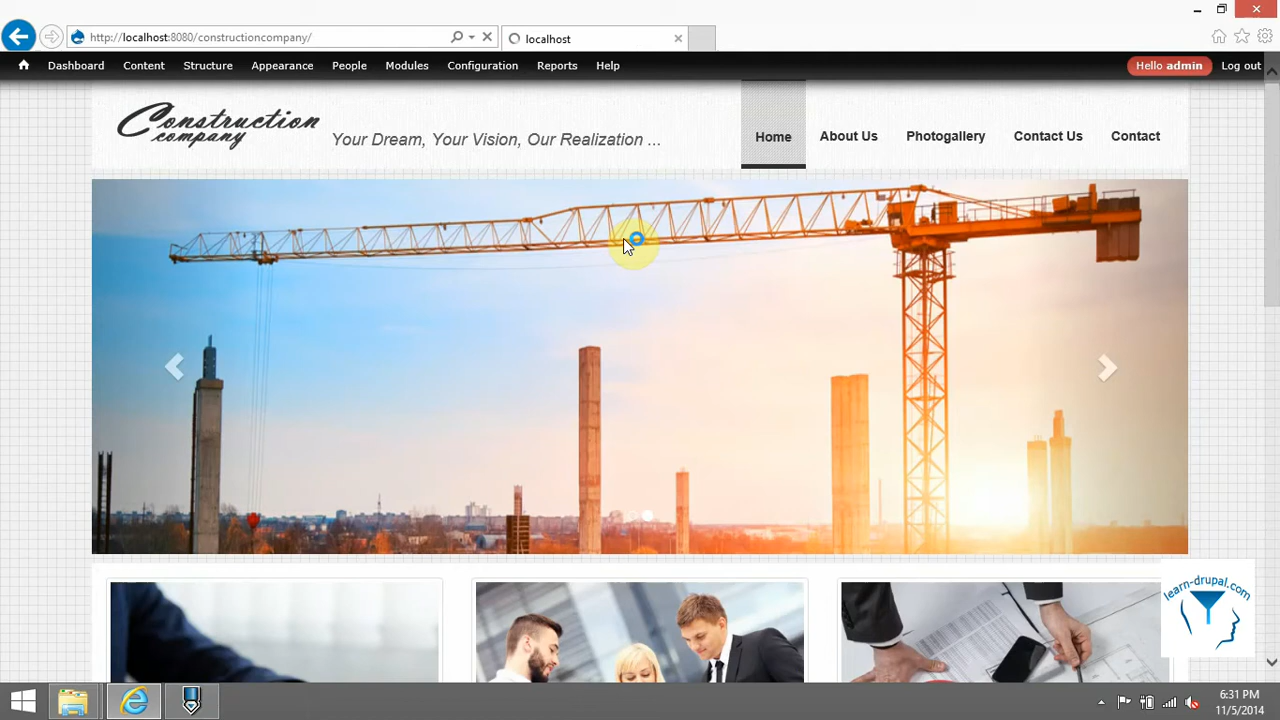 http://localhost:8080/constructioncompany/
localhost
Dashboard Content Structure Appearance People Modules Configuration Reports Help Hello admin Log out
Construction
company
Your Dream, Your Vision, Our Realization ...
Home About Us Photogallery Contact Us Contact
learn-drupal.com
6:31 PM
11/5/2014